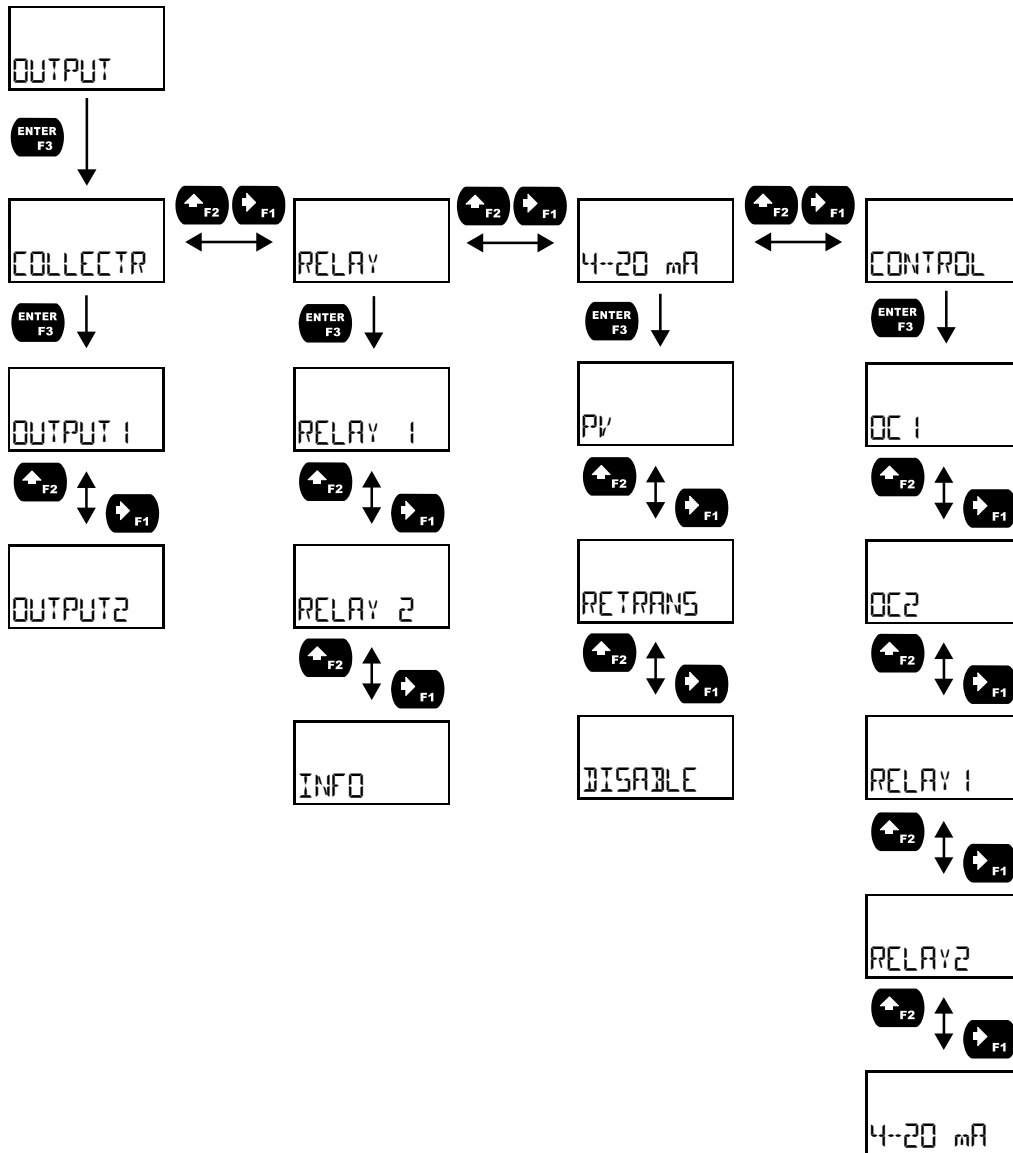 OUTPUT
ENTER
F3
F2 F1 F2 F1 F2 F1
COLLECTR RELAY 4--20 mA CONTROL
ENTER ENTER ENTER ENTER
F3 F3 F3 F3
OUTPUT 1 RELAY 1 PV OC 1
F2 F2 F2 F2
F1 F1 F1 F1
OUTPUT2 RELAY 2 RETRANS OC2
F2 F2 F2
F1 F1 F1
INFO DISABLE RELAY 1
F2
F1
RELAY2
F2
F1
4--20 mA